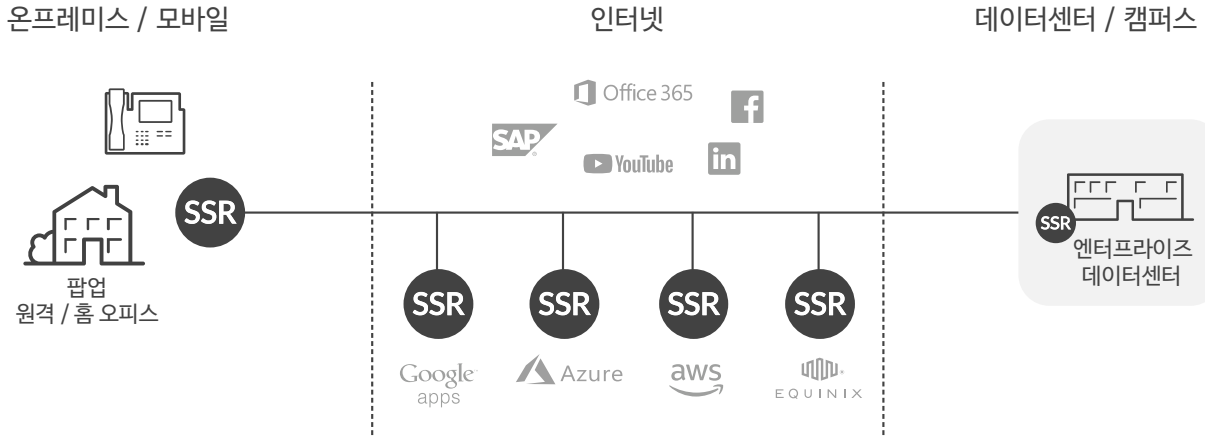 온프레미스 / 모바일
인터넷
데이터센터 / 캠퍼스
Office 365
SAP
YouTube
in
SSR
팝업
원격 / 홈 오피스
SSR
엔터프라이즈
데이터센터
SSR
SSR
SSR
SSR
Google
apps
Azure
aws
EQUINIX